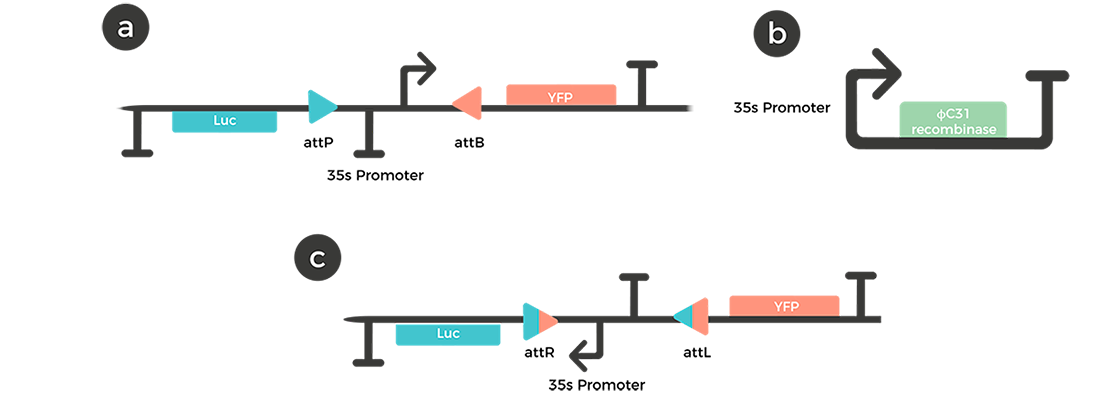 a
b
YFP
Luc
attP
attB
35s Promoter
35s Promoter
φC31
recombinase
c
YFP
Luc
attR
attL
35s Promoter